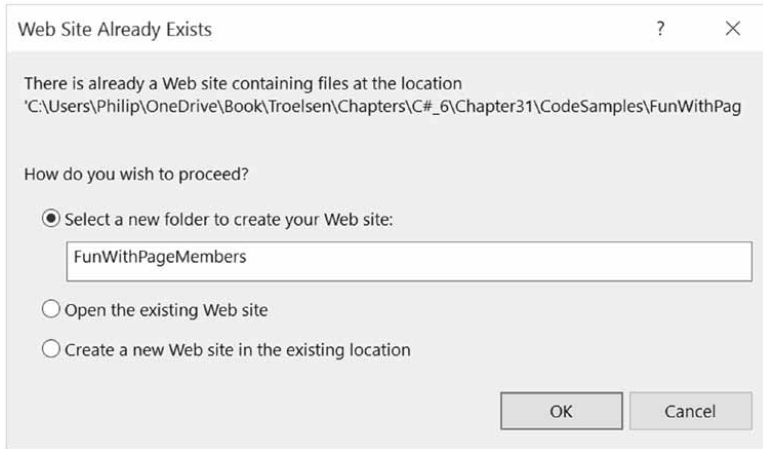 Web Site Already Exists ?
There is already a Web site containing files at the location
'C:\Users\Philip\OneDrive\Book\Troelsen\Chapters\C#_6\Chapter31\CodeSamples\FunWithPag
How do you wish to proceed?
Select a new folder to create your Web site:
FunWithPageMembers
Open the existing Web site
Create a new Web site in the existing location
OK Cancel